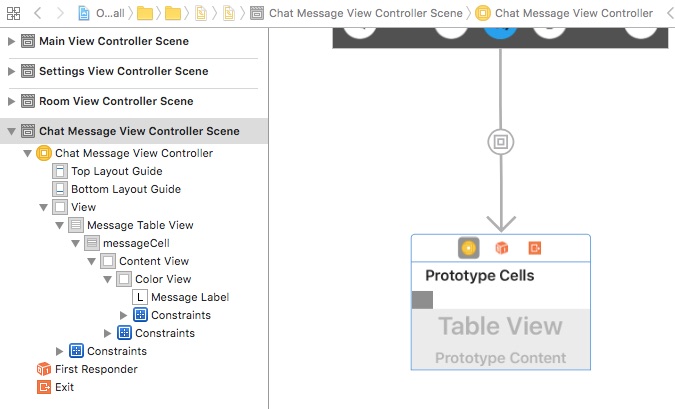 O...all Chat Message View Controller Scene Chat Message View Controller
Main View Controller Scene
Settings View Controller Scene
Room View Controller Scene
Chat Message View Controller Scene
Chat Message View Controller
Top Layout Guide
Bottom Layout Guide
View
Message Table View
messageCell
Content View
Color View
L Message Label
Constraints
Constraints
Constraints
First Responder
Exit
Prototype Cells
Table View
Prototype Content